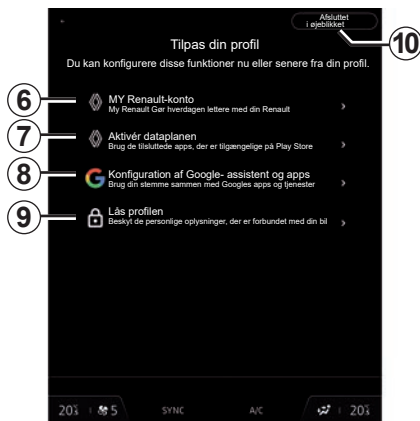 Afsluttet
i øjeblikket
10
Tilpas din profil
Du kan konfigurere disse funktioner nu eller senere fra din profil.
6
MY Renault-konto
My Renault Gør hverdagen lettere med din Renault
7
Aktivér dataplanen
Brug de tilsluttede apps, der er tilgængelige på Play Store
8
Konfiguration af Google- assistent og apps
Brug din stemme sammen med Googles apps og tjenester
9
Lås profilen
Beskyt de personlige oplysninger, der er forbundet med din bil
20 5 SYNC A/C 20